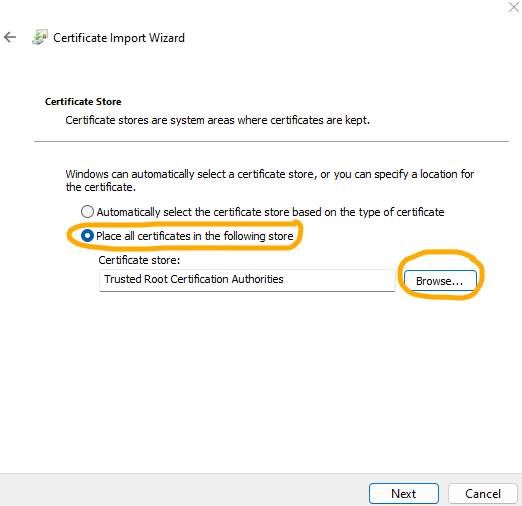 Certificate Import Wizard
Certificate Store
Certificate stores are system areas where certificates are kept.
Windows can automatically select a certificate store, or you can specify a location for
the certificate.
Automatically select the certificate store based on the type of certificate
Place all certificates in the following store
Certificate store:
Trusted Root Certification Authorities
Browse...
Next
Cancel